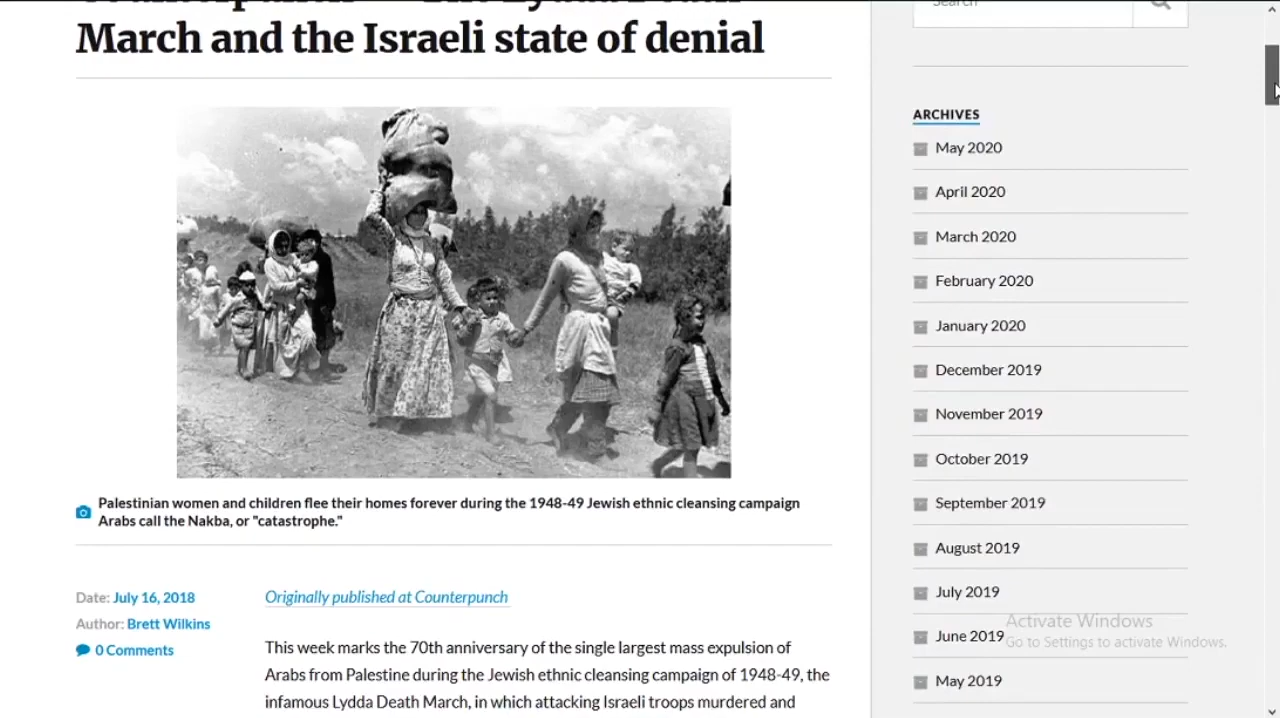 March and the Israeli state of denial
Search
ARCHIVES
May 2020
April 2020
March 2020
February 2020
January 2020
December 2019
November 2019
October 2019
September 2019
August 2019
July 2019
June 2019
May 2019
Palestinian women and children flee their homes forever during the 1948-49 Jewish ethnic cleansing campaign
Arabs call the Nakba, or "catastrophe."
Date: July 16, 2018
Author: Brett Wilkins
0 Comments
Originally published at Counterpunch
This week marks the 70th anniversary of the single largest mass expulsion of
Arabs from Palestine during the Jewish ethnic cleansing campaign of 1948-49, the
infamous Lydda Death March, in which attacking Israeli troops murdered and
Activate Windows
Go to Settings to activate Windows.